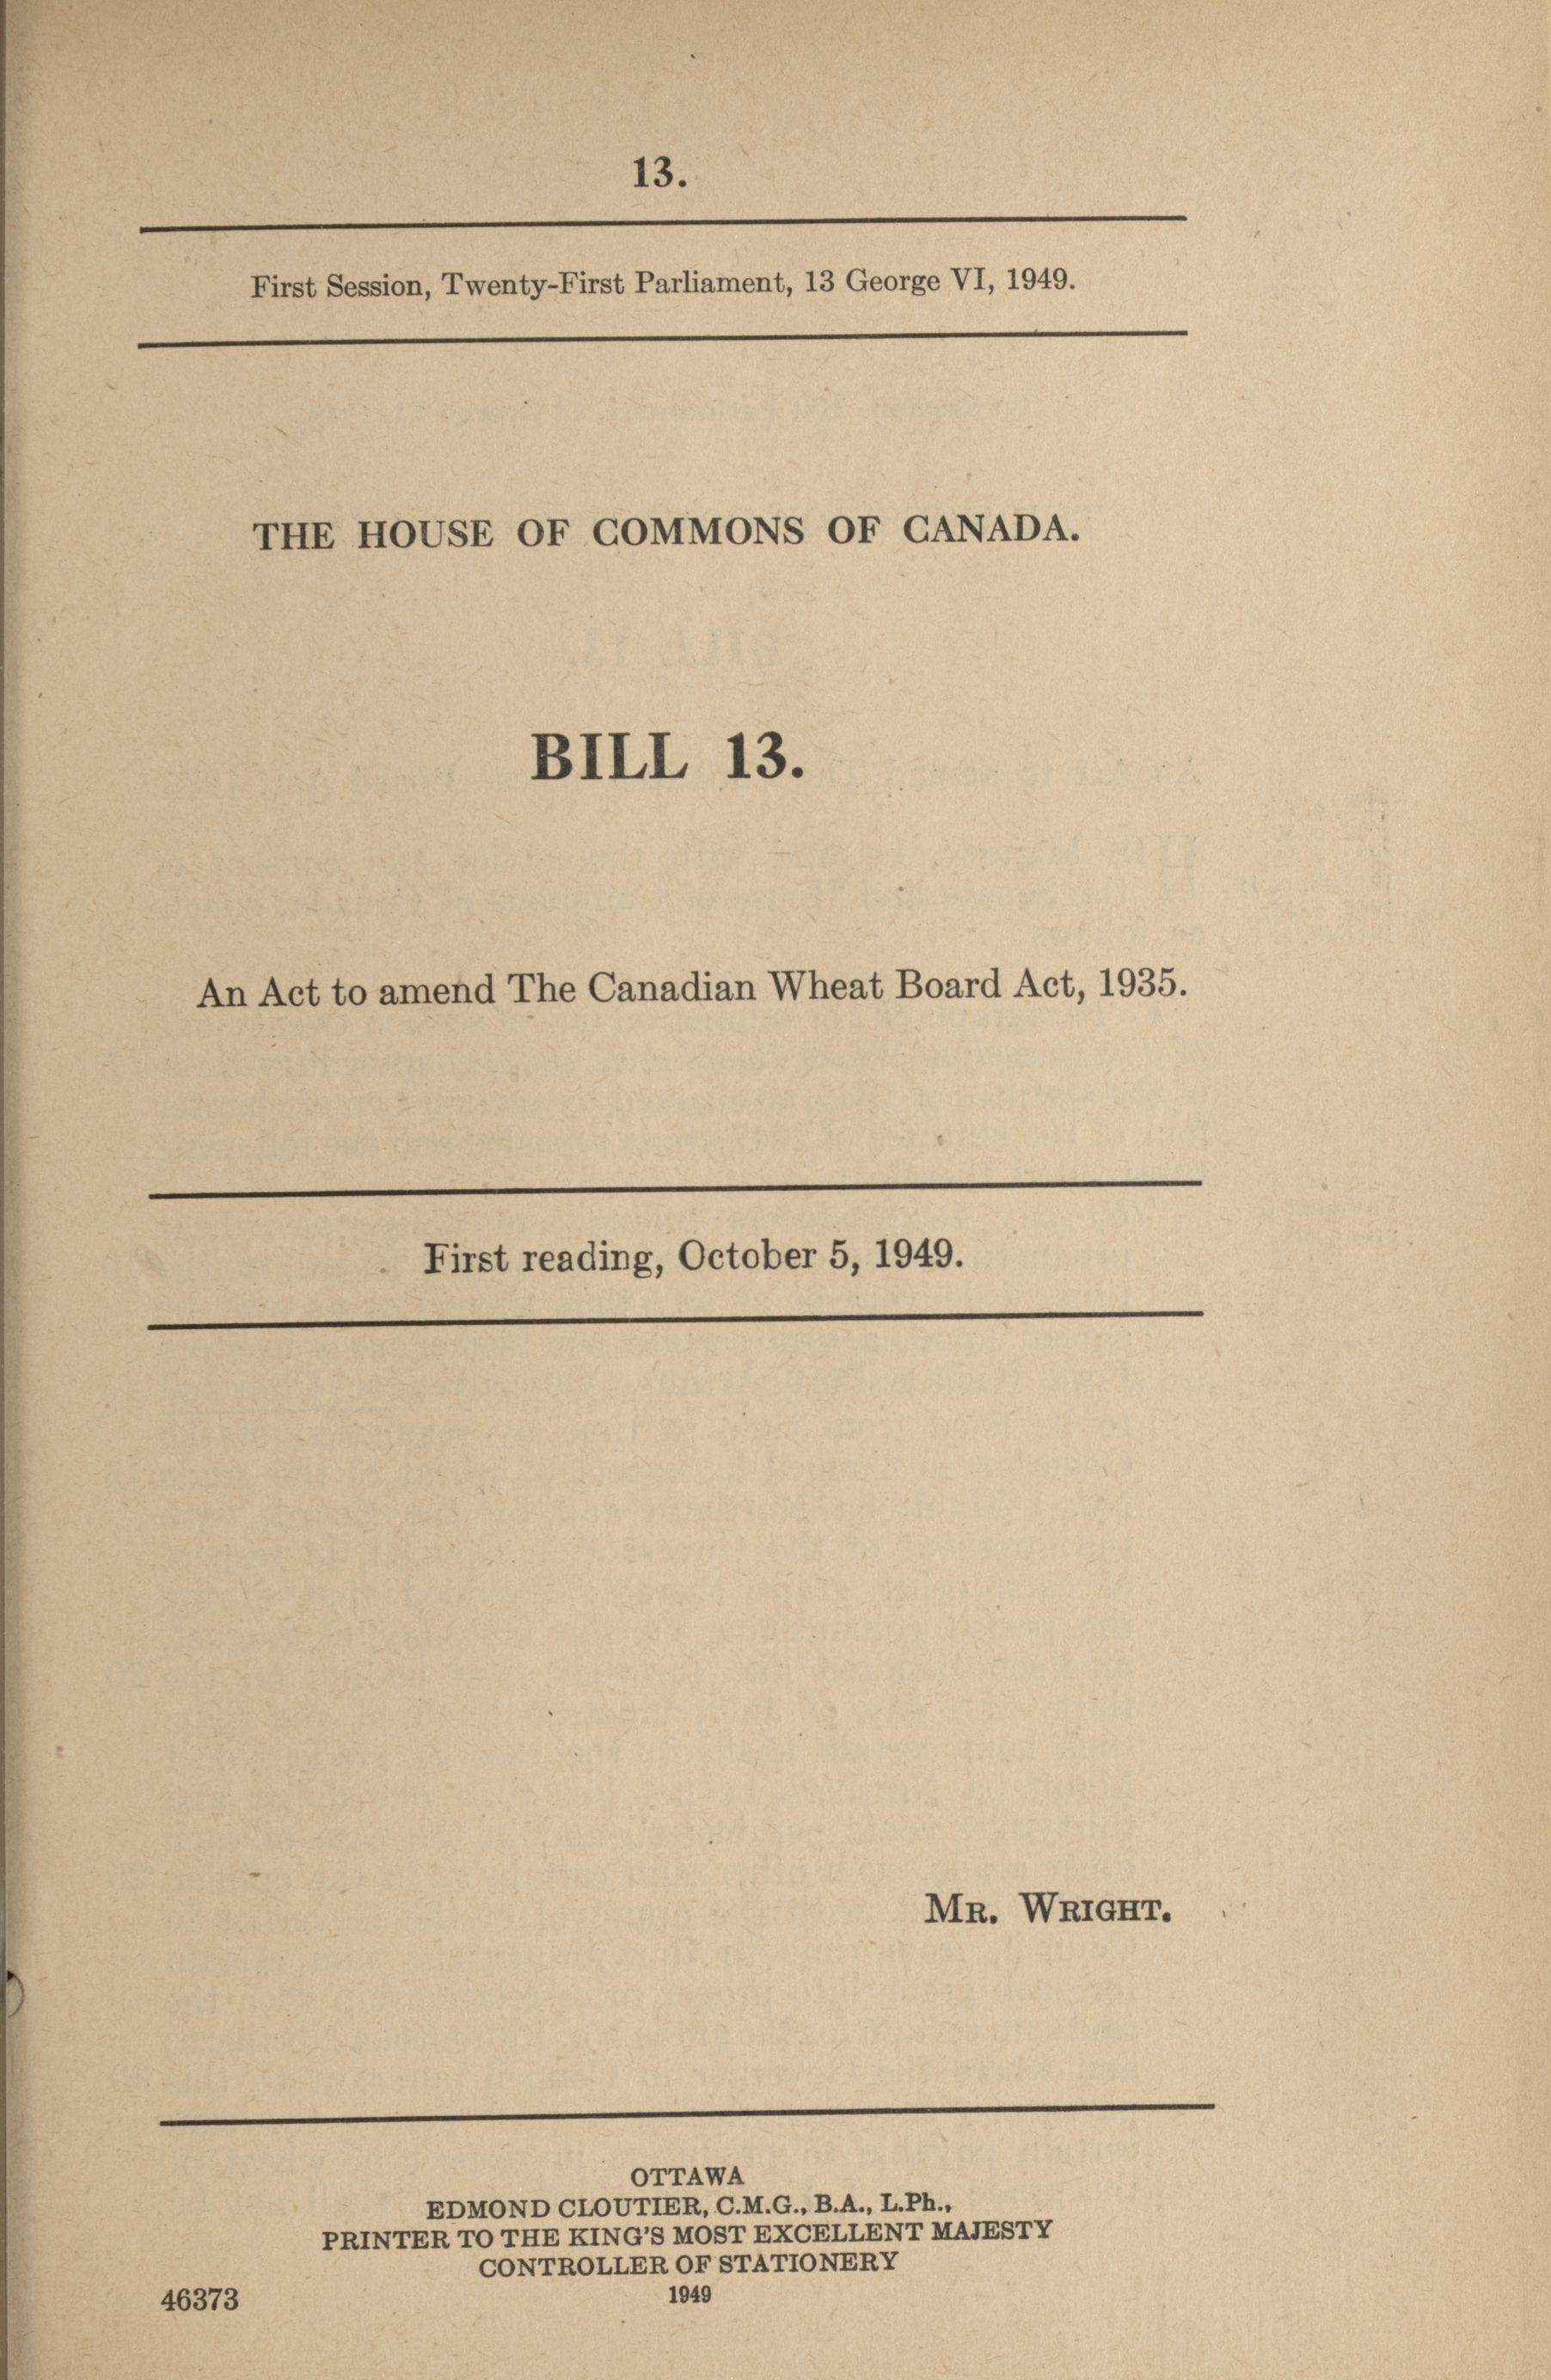 13.
First Session, Twenty-First Parliament, 13 George VI, 1949.
THE HOUSE OF COMMONS OF CANADA.
BILL 13.
An Act to amend The Canadian Wheat Board Act, 1935.
First reading, October 5, 1949.
MR. WRIGHT.
OTTAWA
EDMOND CLOUTIER, C.M.G., B.A., L.Ph.,
PRINTER TO THE KING'S MOST EXCELLENT MAJESTY
CONTROLLER OF STATIONERY
46373 1949